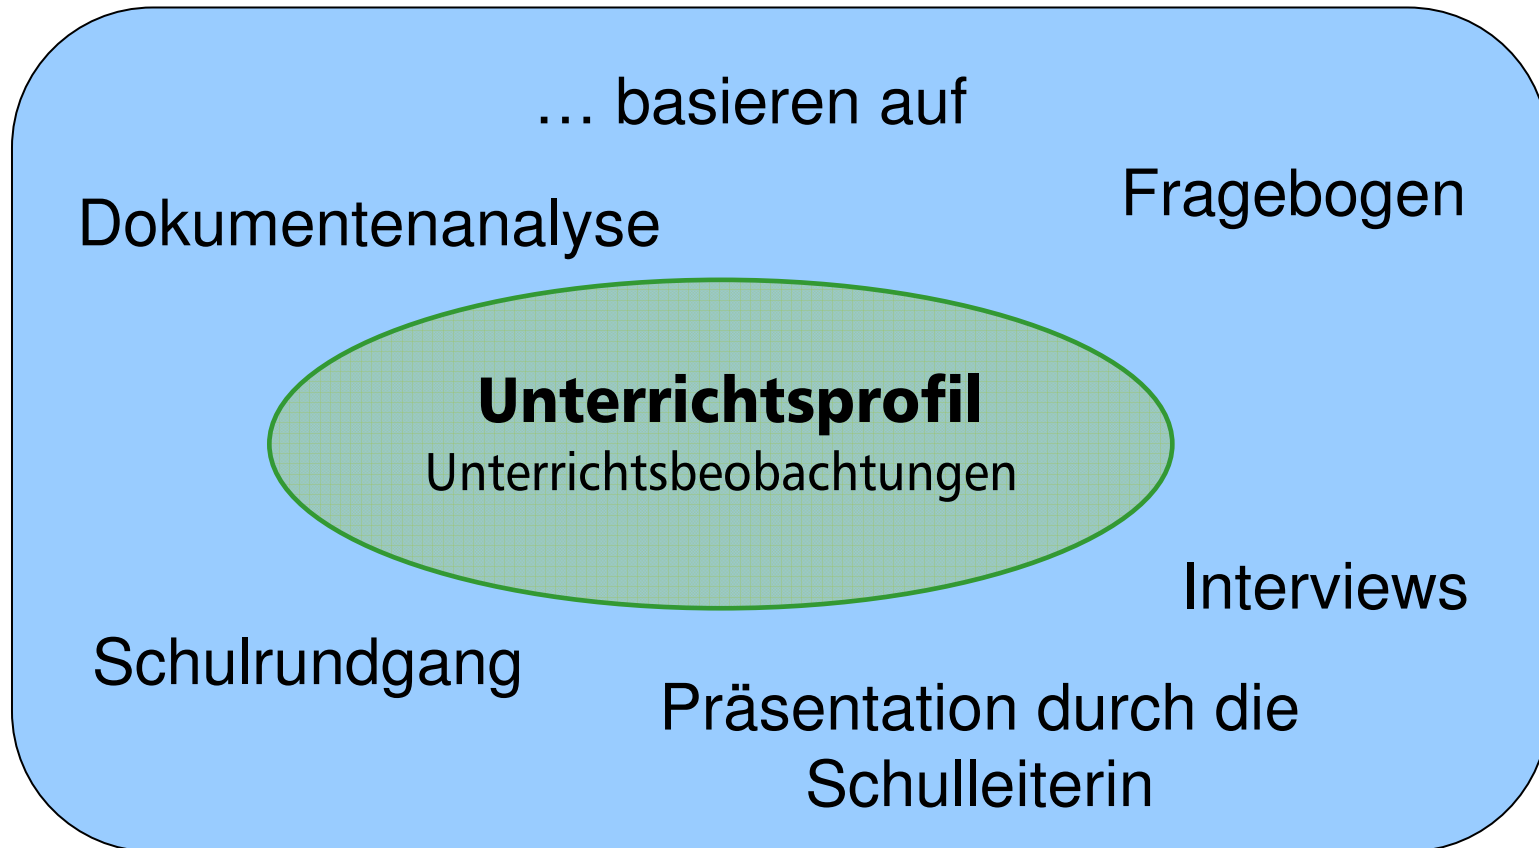 ... basieren auf
Fragebogen
Dokumentenanalyse
Unterrichtsprofil
Unterrichtsbeobachtungen
Interviews
Schulrundgang
Präsentation durch die
Schulleiterin